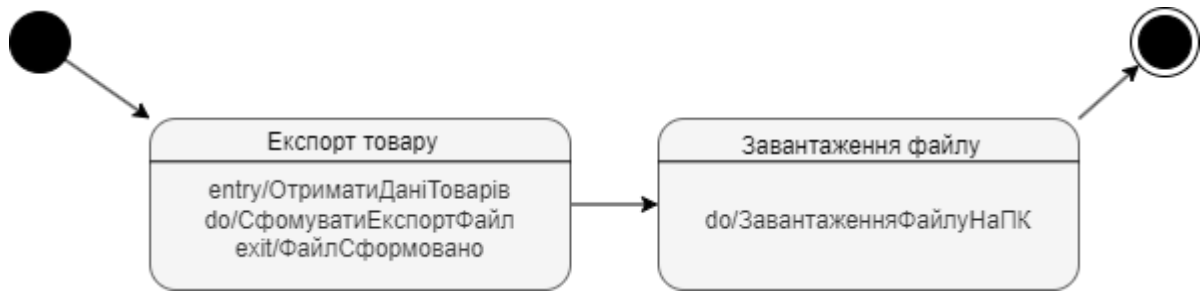 Експорт товару
entry/ОтриматиДаніТоварів
do/СфомуватиЕкспортФайл
exit/ФайлСформовано
Завантаження файлу
do/ЗавантаженняФайлуНаПК